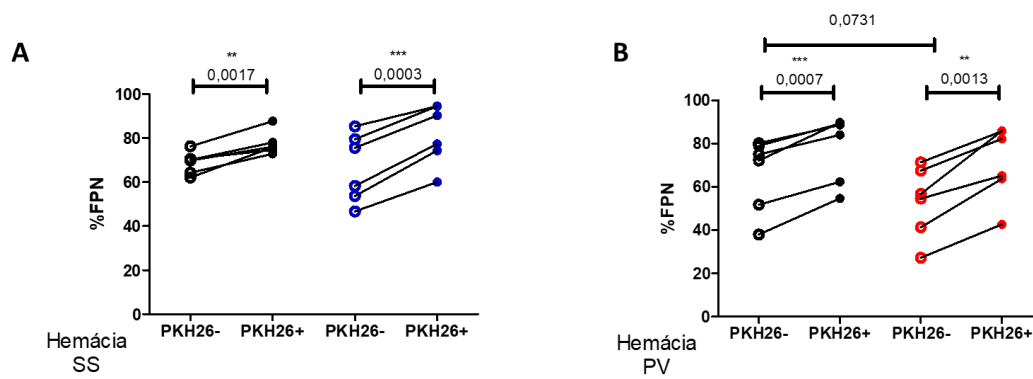 A
**
0,0017
***
0,0003
%FPN
100
80
60
40
20
0
PKH26- PKH26+ PKH26- PKH26+
Hemácia
SS
B
0,0731
***
0,0007
**
0,0013
%FPN
100
80
60
40
20
0
PKH26- PKH26+ PKH26- PKH26+
Hemácia
PV